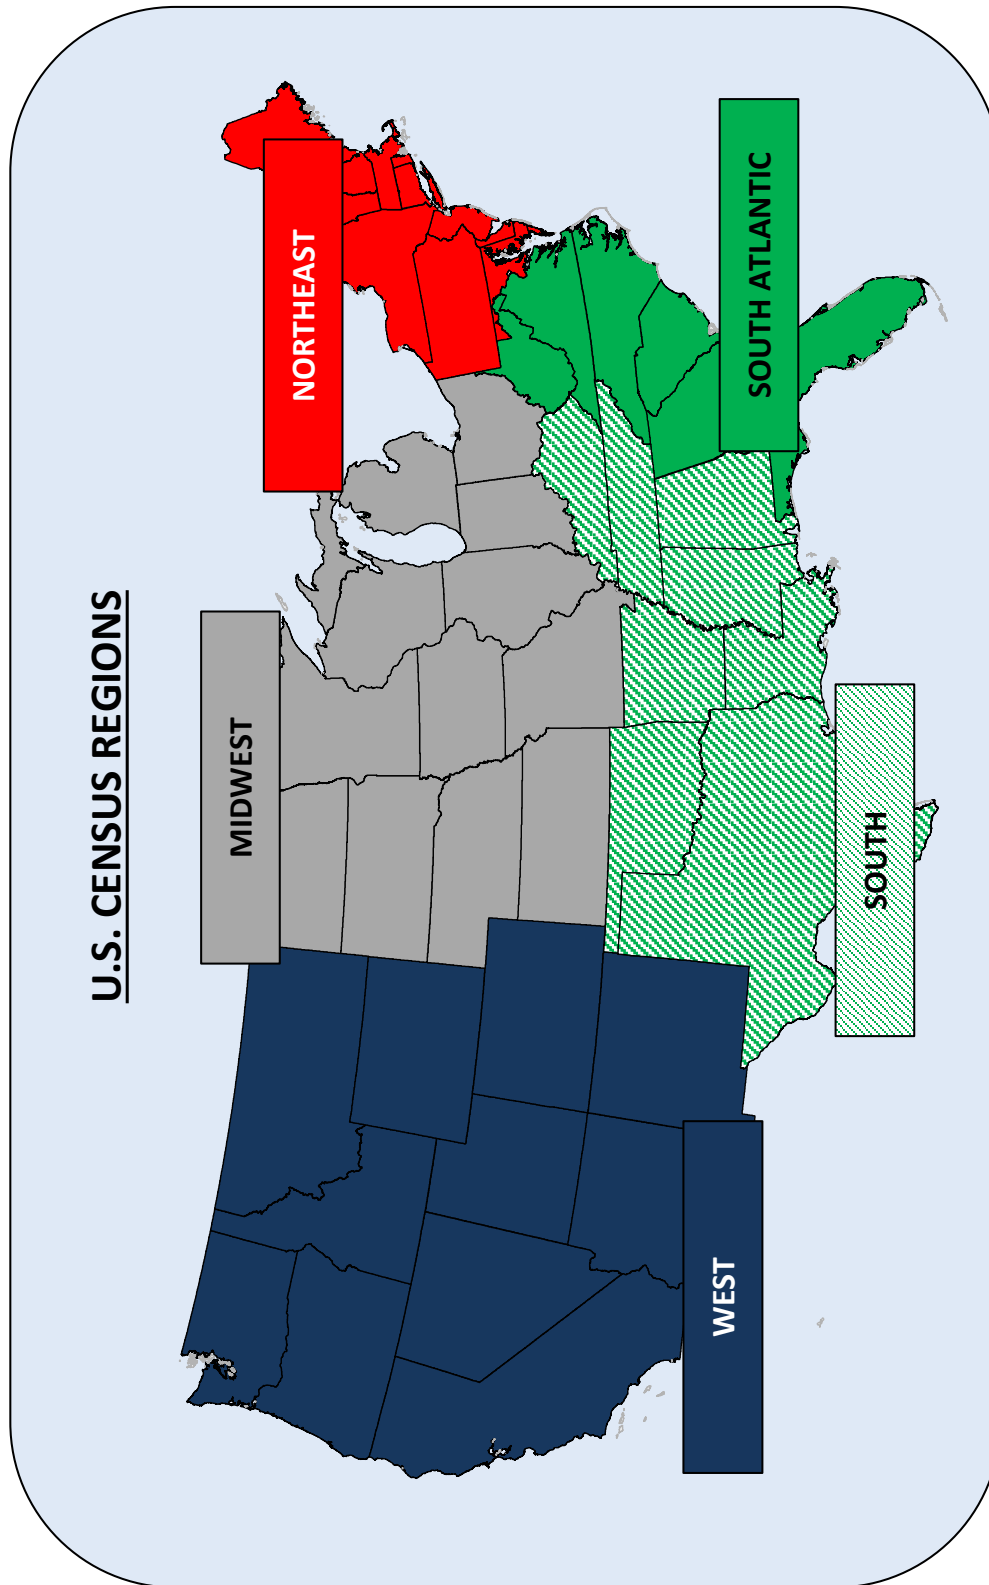 U.S. CENSUS REGIONS
MIDWEST
NORTHEAST
WEST
SOUTH
SOUTH ATLANTIC